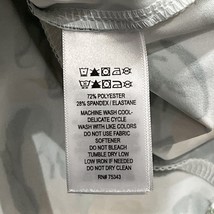 72% POLYESTER
28% SPANDEX / ELASTANE
MACHINE WASH COOL-
DELICATE CYCLE
WASH WITH LIKE COLORS
DO NOT USE FABRIC
SOFTENER
DO NOT BLEACH
TUMBLE DRY LOW
LOW IRON IF NEEDED
DO NOT DRY CLEAN
RN# 75343